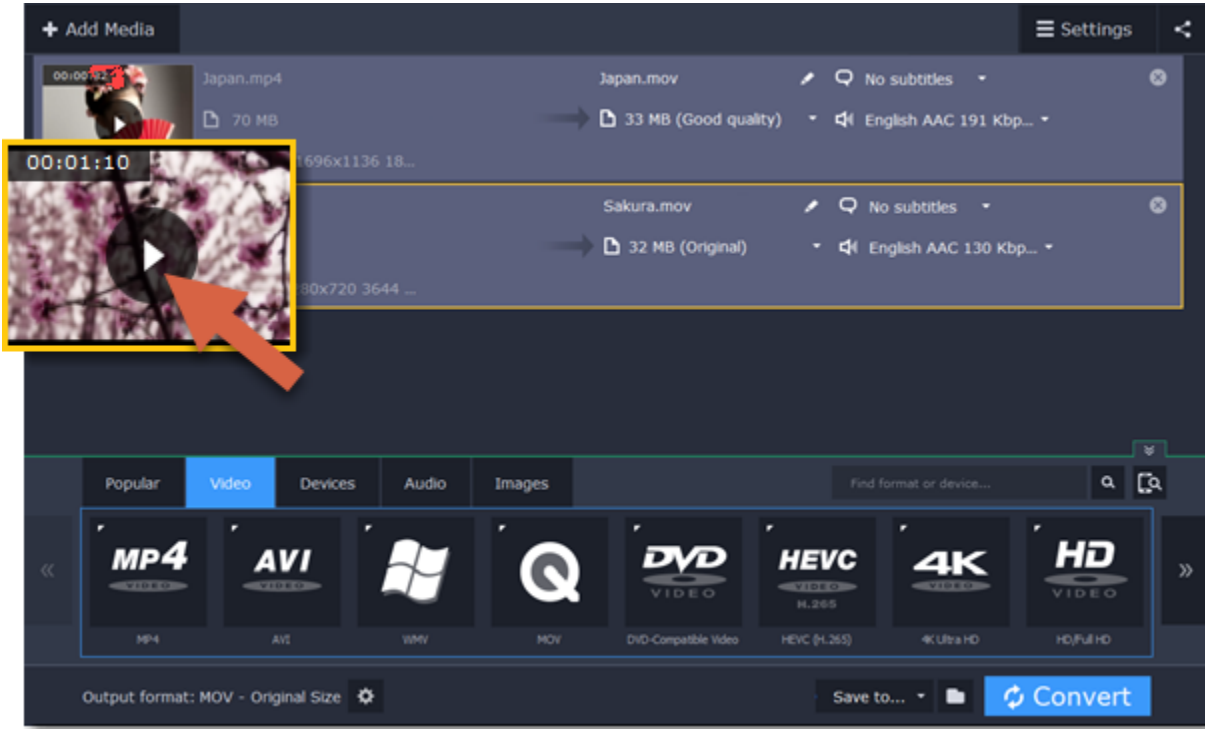 Add Media
Settings
00:00:32
Japan.mp4
Japan.mov
No subtitles
70 MB
33 MB (Good quality)
English AAC 191 Kbp...
1696x1136 18...
00:01:10
Sakura.mov
No subtitles
32 MB (Original)
English AAC 130 Kbp...
280x720 3644 ...
Popular
Video
Devices
Audio
Images
Find format or device...
MP4
VIDEO
AVI
VIDEO
DVD
VIDEO
HEVC
VIDEO
H.265
4K
VIDEO
HD
VIDEO
MP4
AVI
WMV
MOV
DVD-Compatible Video
HEVC (H.265)
4K Ultra HD
HD/Full HD
Output format: MOV - Original Size
Save to...
Convert